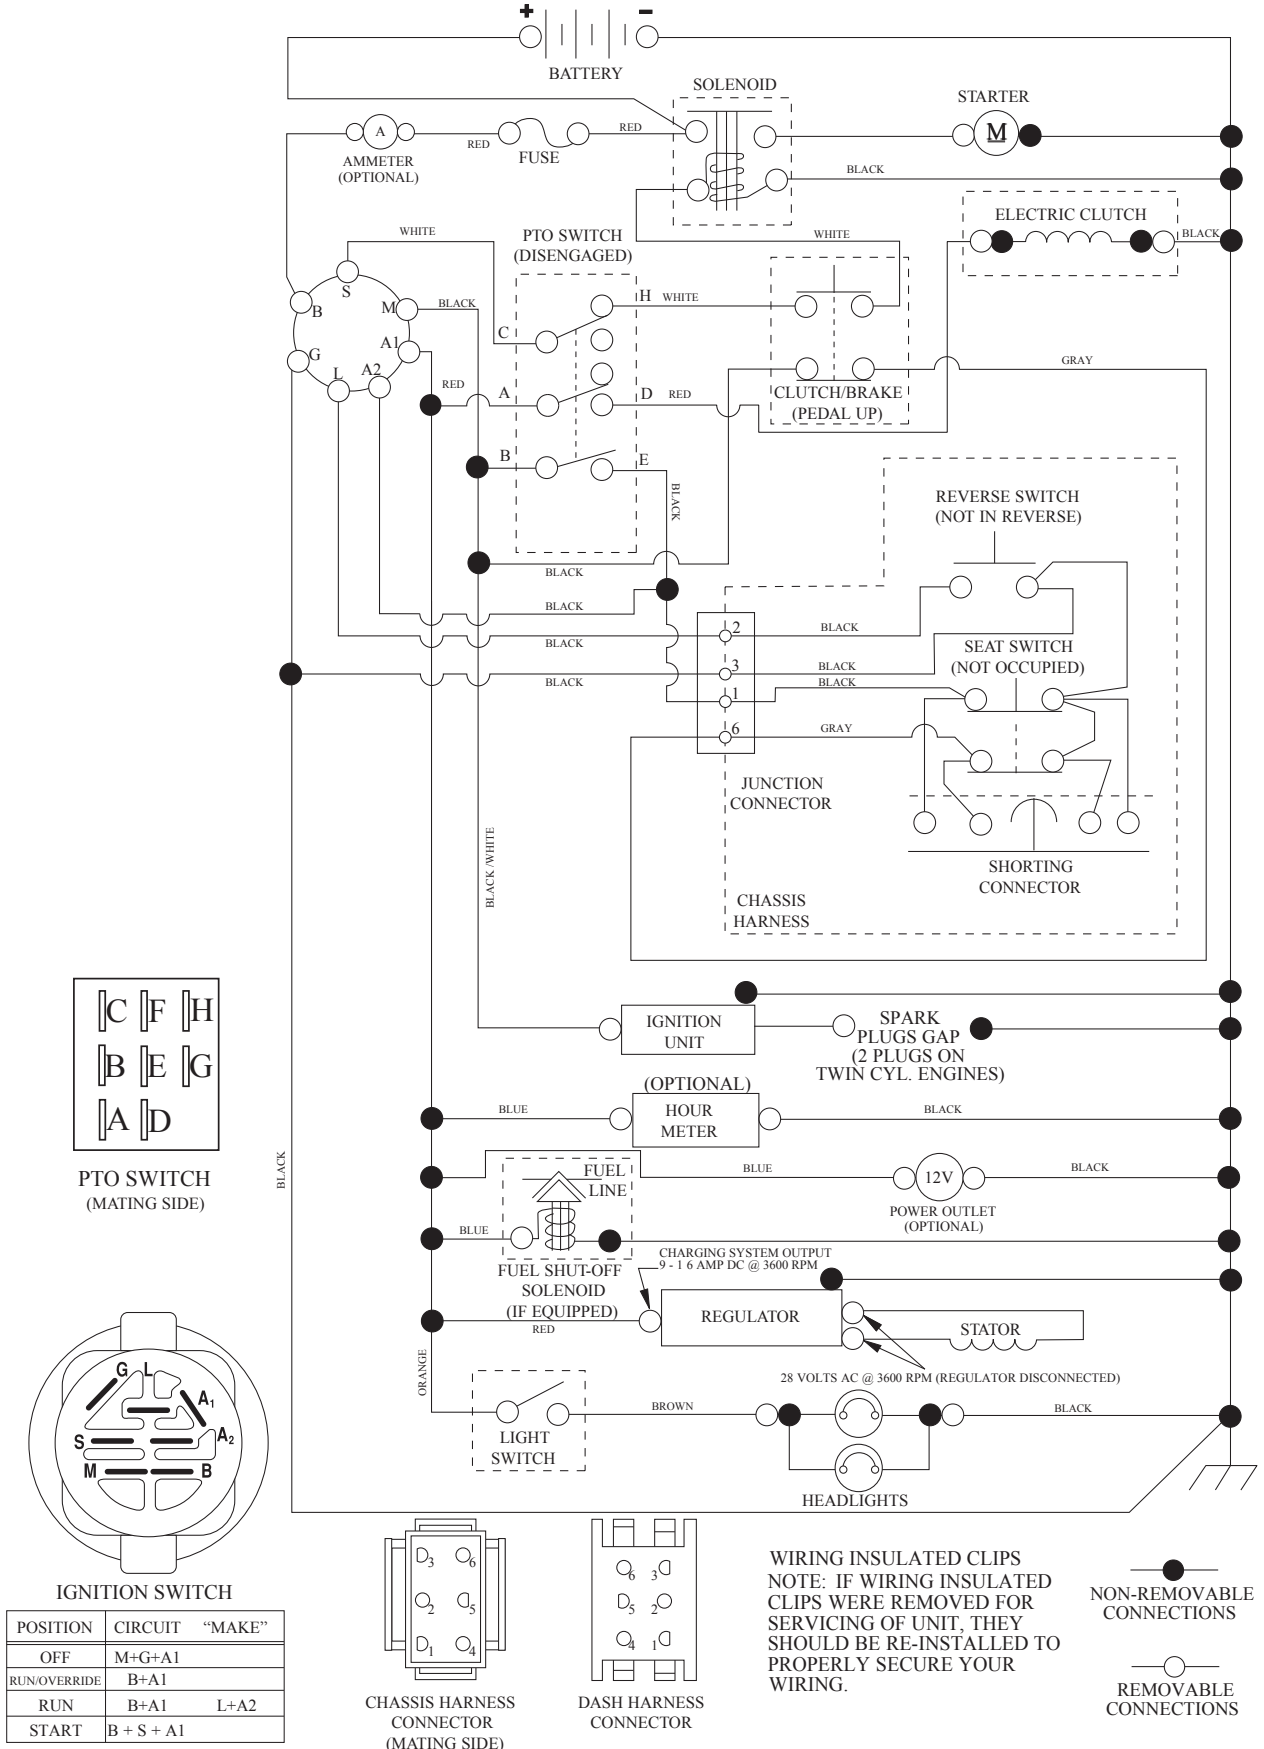 + −
BATTERY
SOLENOID
STARTER
A
M
AMMETER
(OPTIONAL)
RED
FUSE
RED
BLACK
ELECTRIC CLUTCH
BLACK
WHITE
PTO SWITCH
(DISENGAGED)
WHITE
S
B
M
BLACK
H
WHITE
C
G
A1
L
A2
RED
A
D
RED
GRAY
CLUTCH/BRAKE
(PEDAL UP)
B
E
BLACK
REVERSE SWITCH
(NOT IN REVERSE)
BLACK
BLACK
BLACK
2
BLACK
SEAT SWITCH
(NOT OCCUPIED)
3
BLACK
BLACK
BLACK
1
6
GRAY
JUNCTION
CONNECTOR
BLACK /WHITE
SHORTING
CONNECTOR
CHASSIS
HARNESS
C F H
B E G
A D
PTO SWITCH
(MATING SIDE)
BLACK
IGNITION
UNIT
SPARK
PLUGS GAP
(2 PLUGS ON
TWIN CYL. ENGINES)
(OPTIONAL)
HOUR
METER
BLUE
BLACK
FUEL
LINE
BLUE
12V
BLACK
POWER OUTLET
(OPTIONAL)
BLUE
FUEL SHUT-OFF
SOLENOID
(IF EQUIPPED)
CHARGING SYSTEM OUTPUT
9 - 1 6 AMP DC @ 3600 RPM
RED
REGULATOR
STATOR
28 VOLTS AC @ 3600 RPM (REGULATOR DISCONNECTED)
ORANGE
LIGHT
SWITCH
BROWN
BLACK
HEADLIGHTS
G L
A1
S
A2
M
B
IGNITION SWITCH
POSITION CIRCUIT “MAKE”
OFF M+G+A1
RUN/OVERRIDE B+A1
RUN B+A1 L+A2
START B + S + A1
3 6
2 5
1 4
CHASSIS HARNESS
CONNECTOR
(MATING SIDE)
6 3
5 2
4 1
DASH HARNESS
CONNECTOR
WIRING INSULATED CLIPS
NOTE: IF WIRING INSULATED
CLIPS WERE REMOVED FOR
SERVICING OF UNIT, THEY
SHOULD BE RE-INSTALLED TO
PROPERLY SECURE YOUR
WIRING.
NON-REMOVABLE
CONNECTIONS
REMOVABLE
CONNECTIONS